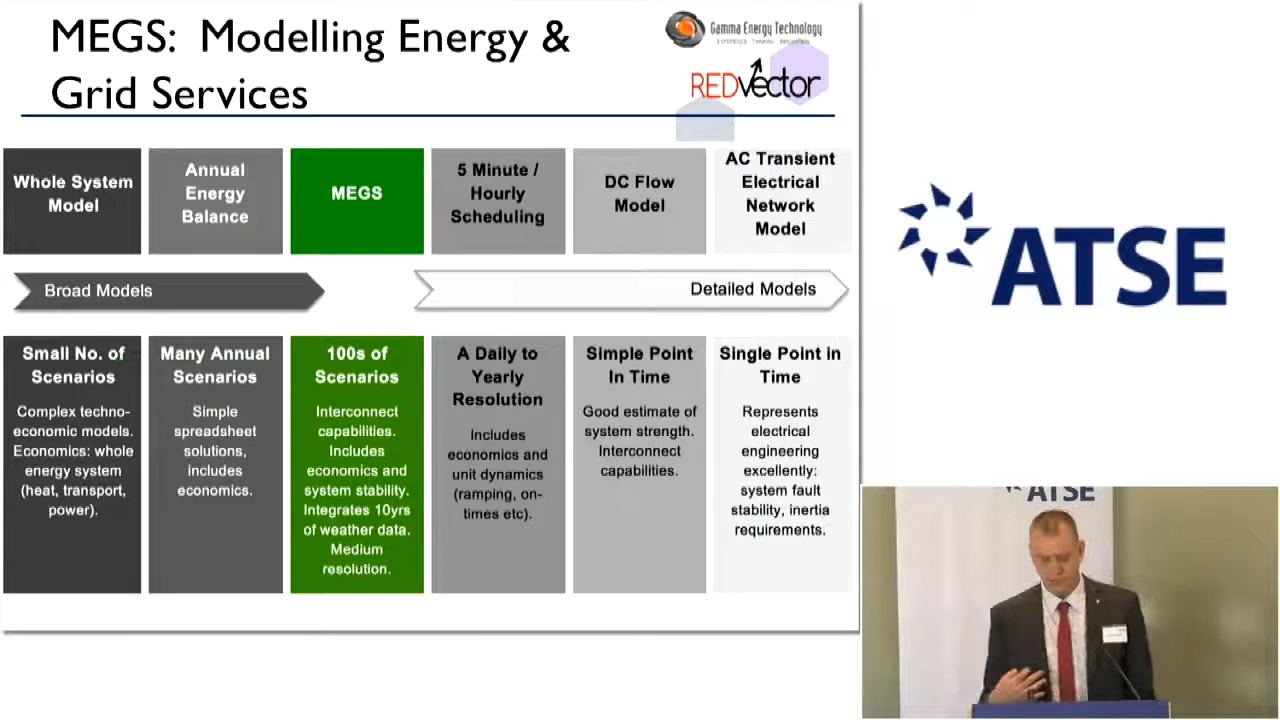 MEGS: Modelling Energy &
Grid Services
Gamma Energy Technology
REDvector
Whole System
Model
Annual
Energy
Balance
MEGS
5 Minute /
Hourly
Scheduling
DC Flow
Model
AC Transient
Electrical
Network
Model
Broad Models
Detailed Models
Small No. of
Scenarios
Complex techno-
economic models.
Economics: whole
energy system
(heat, transport,
power).
Many Annual
Scenarios
Simple
spreadsheet
solutions,
includes
economics.
100s of
Scenarios
Interconnect
capabilities.
Includes
economics and
system stability.
Integrates 10yrs
of weather data.
Medium
resolution.
A Daily to
Yearly
Resolution
Includes
economics and
unit dynamics
(ramping, on-
times etc).
Simple Point
In Time
Good estimate of
system strength.
Interconnect
capabilities.
Single Point in
Time
Represents
electrical
engineering
excellently:
system fault
stability, inertia
requirements.
ATSE
ATSE